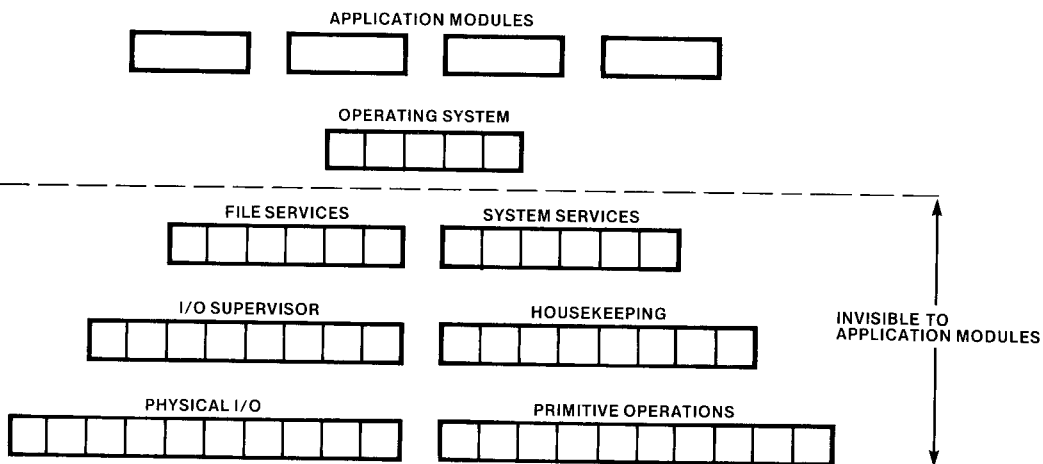 APPLICATION MODULES
OPERATING SYSTEM
FILE SERVICES
SYSTEM SERVICES
I/O SUPERVISOR
HOUSEKEEPING
INVISIBLE TO
APPLICATION MODULES
PHYSICAL I/O
PRIMITIVE OPERATIONS